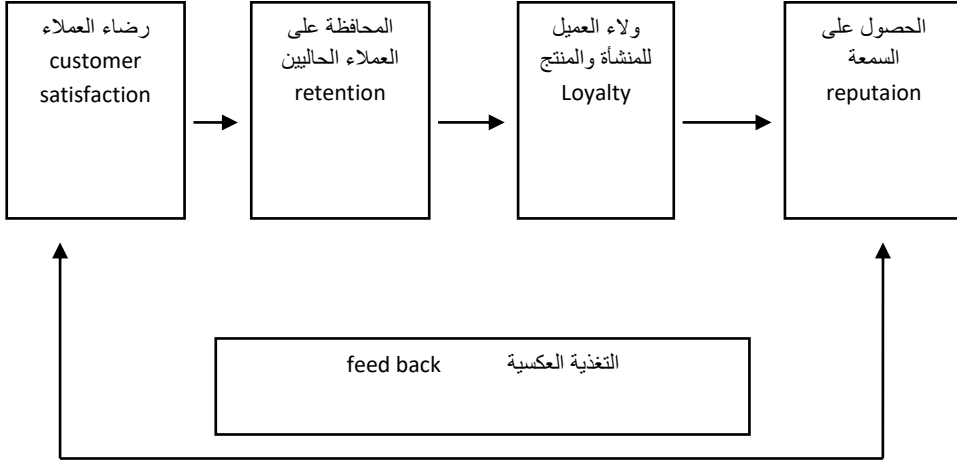 رضاء العملاء
customer
satisfaction
المحافظة على
العملاء الحاليين
retention
ولاء العميل
للمنشأة والمنتج
Loyalty
الحصول على
السمعة
reputaion
التغذية العكسية feed back